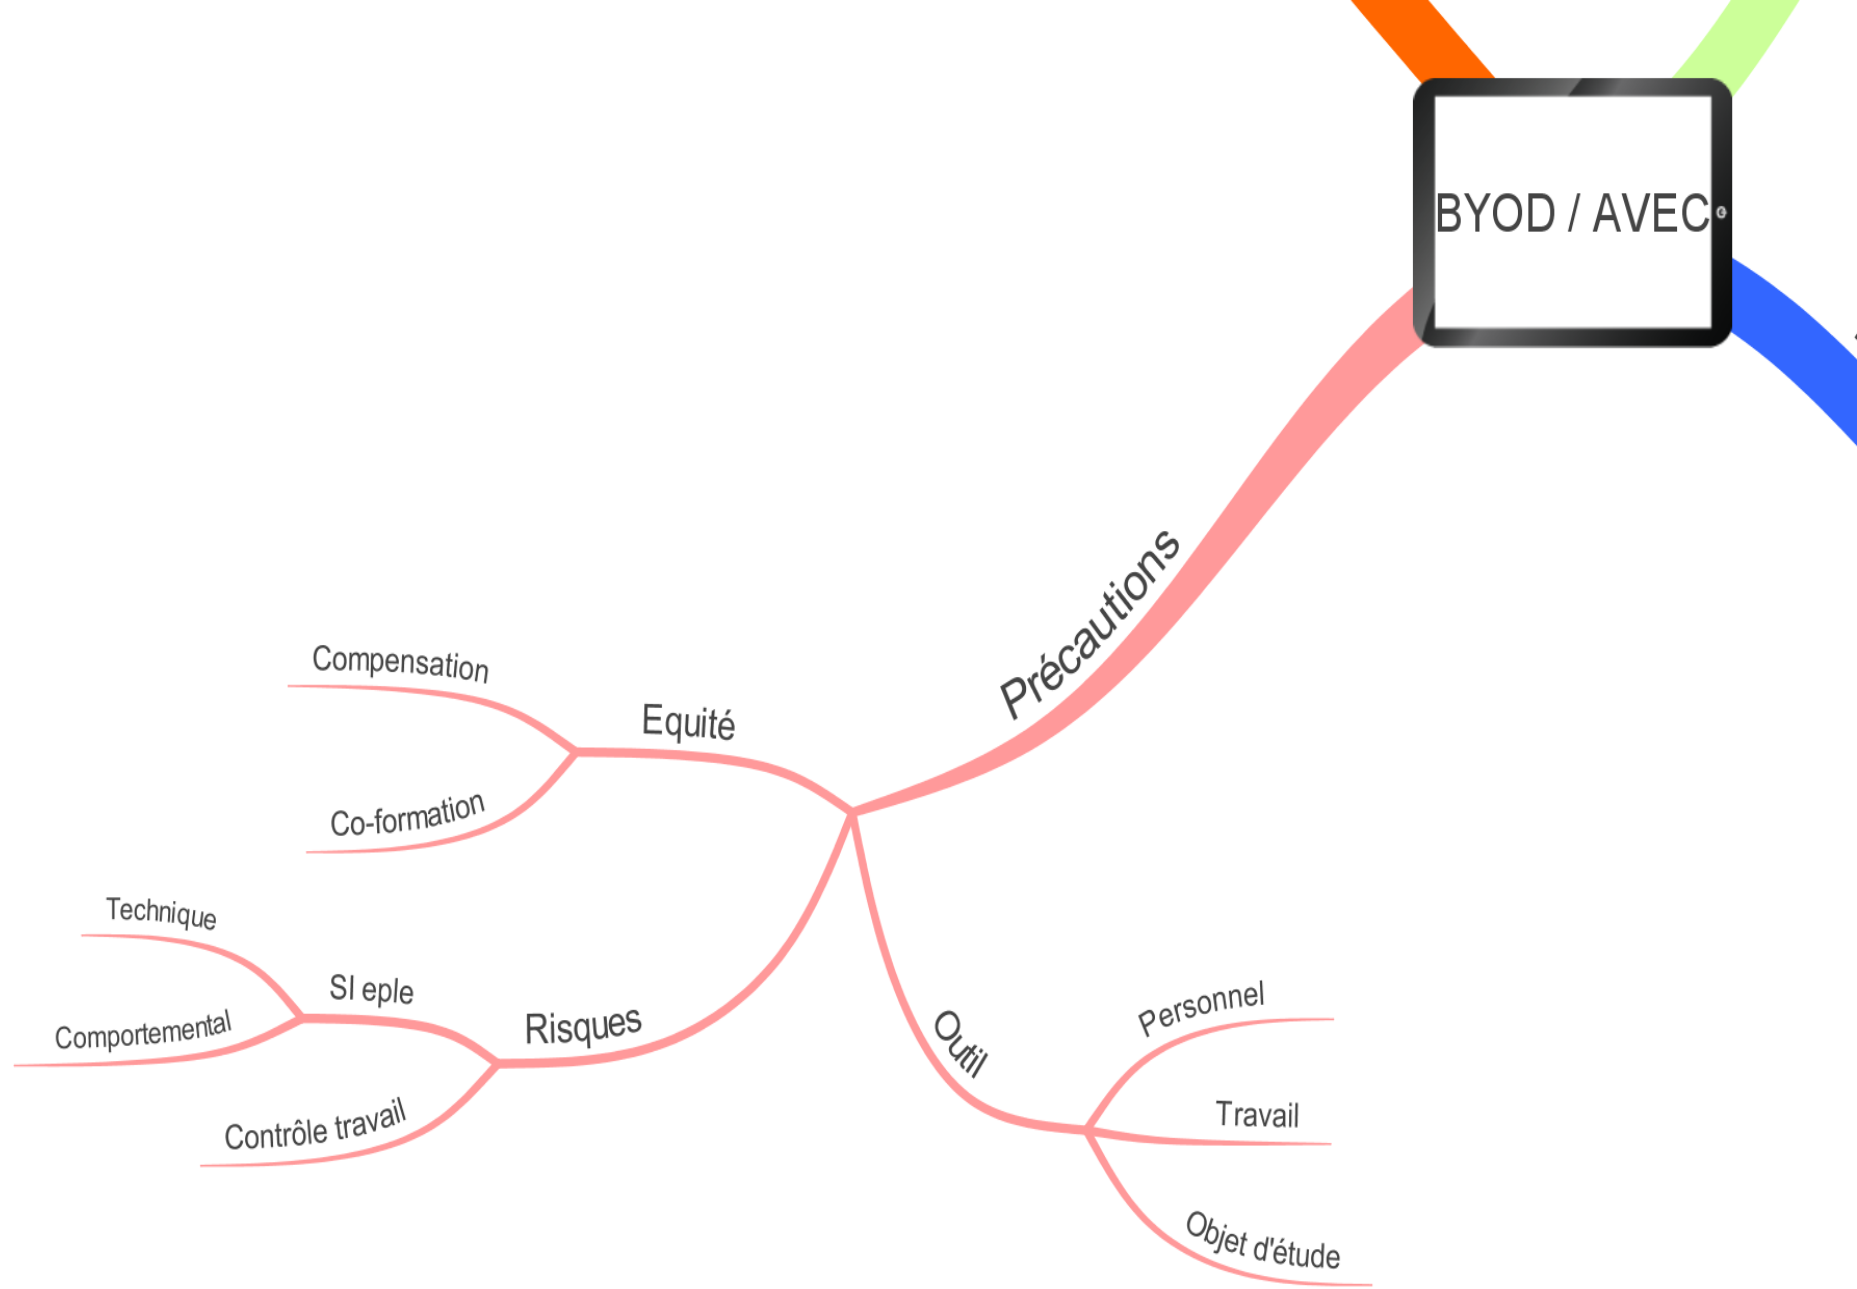 BYOD / AVEC
Précautions
Equité
Compensation
Co-formation
Risques
SI eple
Technique
Comportemental
Contrôle travail
Outil
Personnel
Travail
Objet d'étude